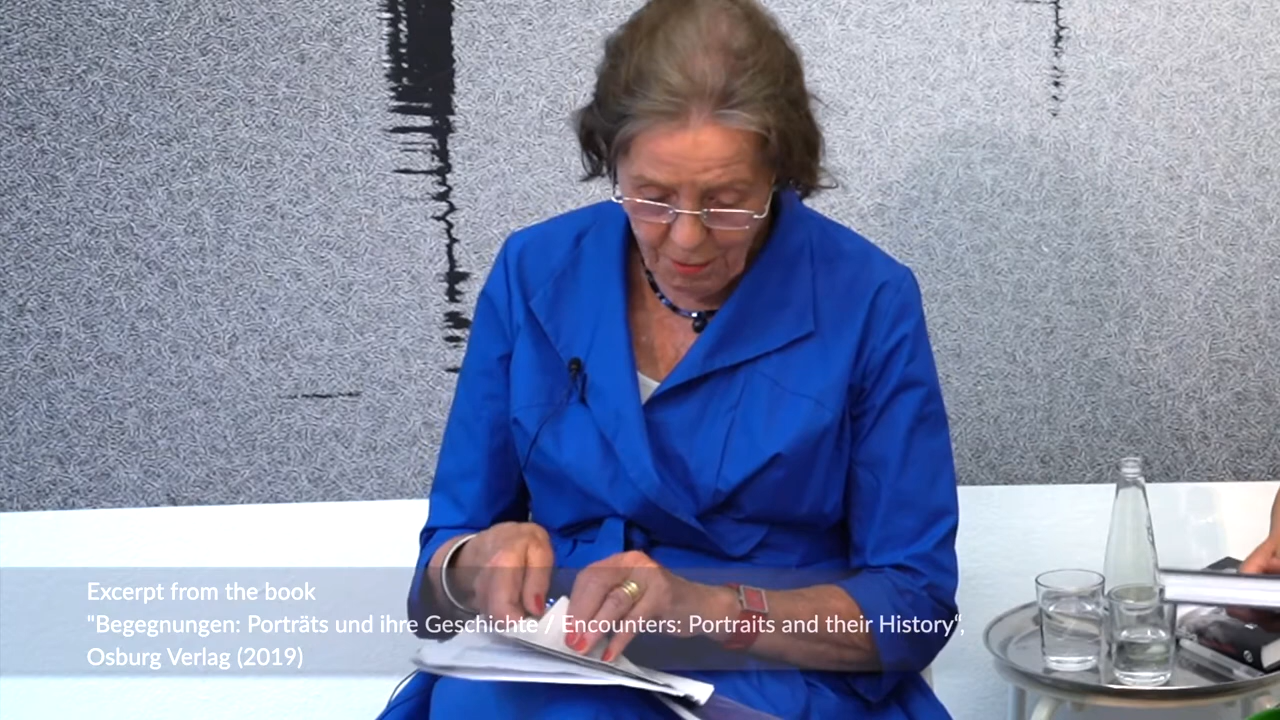 Excerpt from the book
"Begegnungen: Porträts und ihre Geschichte / Encounters: Portraits and their History“,
Osburg Verlag (2019)